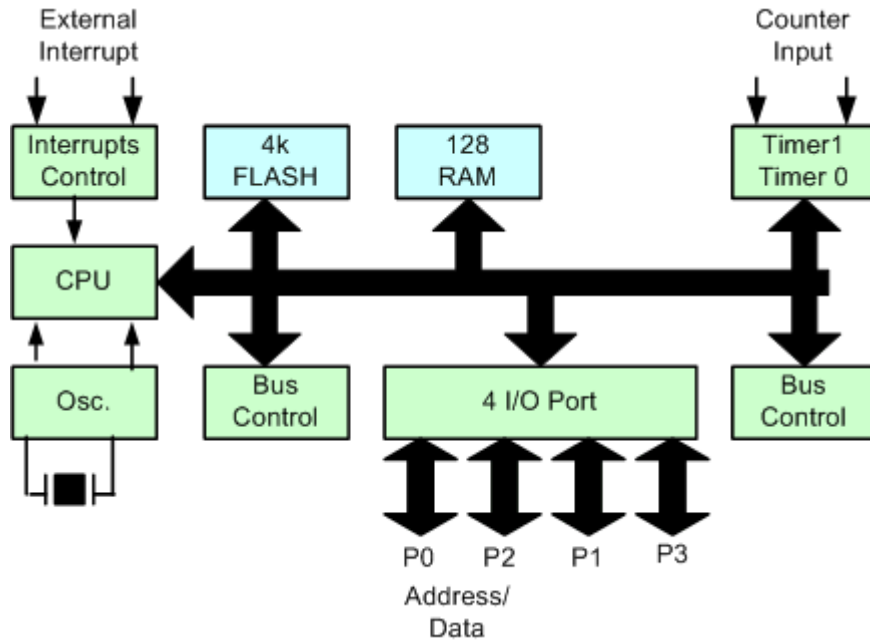 External
Interrupt
Counter
Input
Interrupts
Control
4k
FLASH
128
RAM
Timer1
Timer 0
CPU
Osc.
Bus
Control
4 I/O Port
Bus
Control
P0
P2
P1
P3
Address/
Data